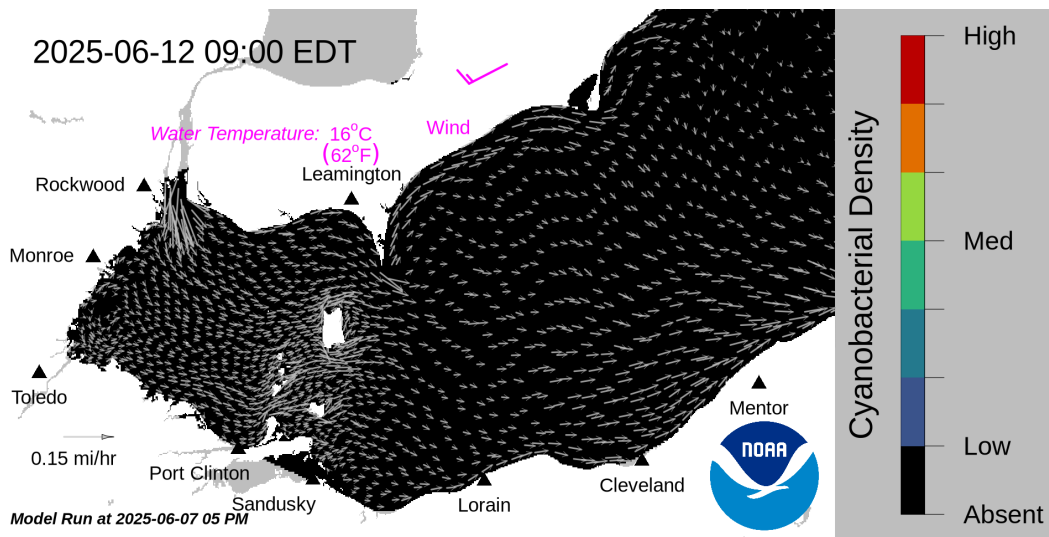 2025-06-12 09:00 EDT
High
Water Temperature: 16°C
(62°F)
Wind
Leamington
Rockwood
Monroe
Cyanobacterial Density
Med
Toledo
Mentor
0.15 mi/hr
NOAA
Low
Port Clinton
Cleveland
Sandusky
Lorain
Model Run at 2025-06-07 05 PM
Absent